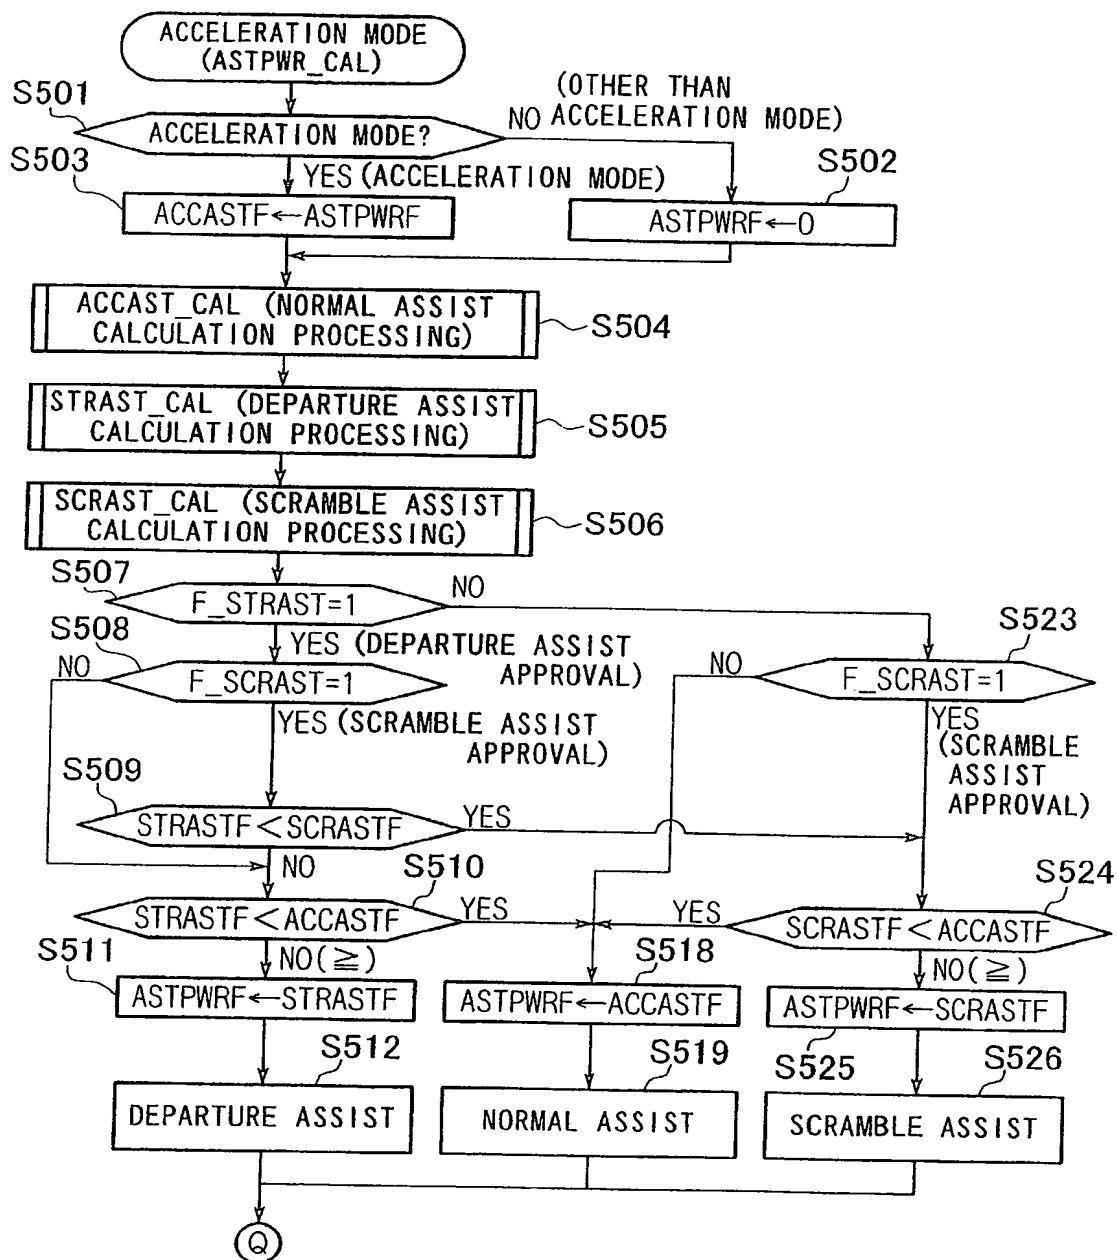 ACCELERATION MODE
(ASTPWR_CAL)
S501
ACCELERATION MODE?
NO
(OTHER THAN
ACCELERATION MODE)
S503
YES (ACCELERATION MODE)
S502
ACCASTF←ASTPWRF
ASTPWRF←0
ACCAST_CAL (NORMAL ASSIST
CALCULATION PROCESSING)
S504
STRAST_CAL (DEPARTURE ASSIST
CALCULATION PROCESSING)
S505
SCRAST_CAL (SCRAMBLE ASSIST
CALCULATION PROCESSING)
S506
S507
F_STRAST=1
NO
S508
YES (DEPARTURE ASSIST
APPROVAL)
S523
NO
F_SCRAST=1
NO
F_SCRAST=1
YES (SCRAMBLE ASSIST
APPROVAL)
YES
(SCRAMBLE
ASSIST
APPROVAL)
S509
STRASTF<SCRASTF
YES
NO
S510
S524
STRASTF<ACCASTF
YES
YES
SCRASTF<ACCASTF
S511
NO(≧)
S518
NO(≧)
ASTPWRF←STRASTF
ASTPWRF←ACCASTF
ASTPWRF←SCRASTF
S512
S519
S525
S526
DEPARTURE ASSIST
NORMAL ASSIST
SCRAMBLE ASSIST
Q